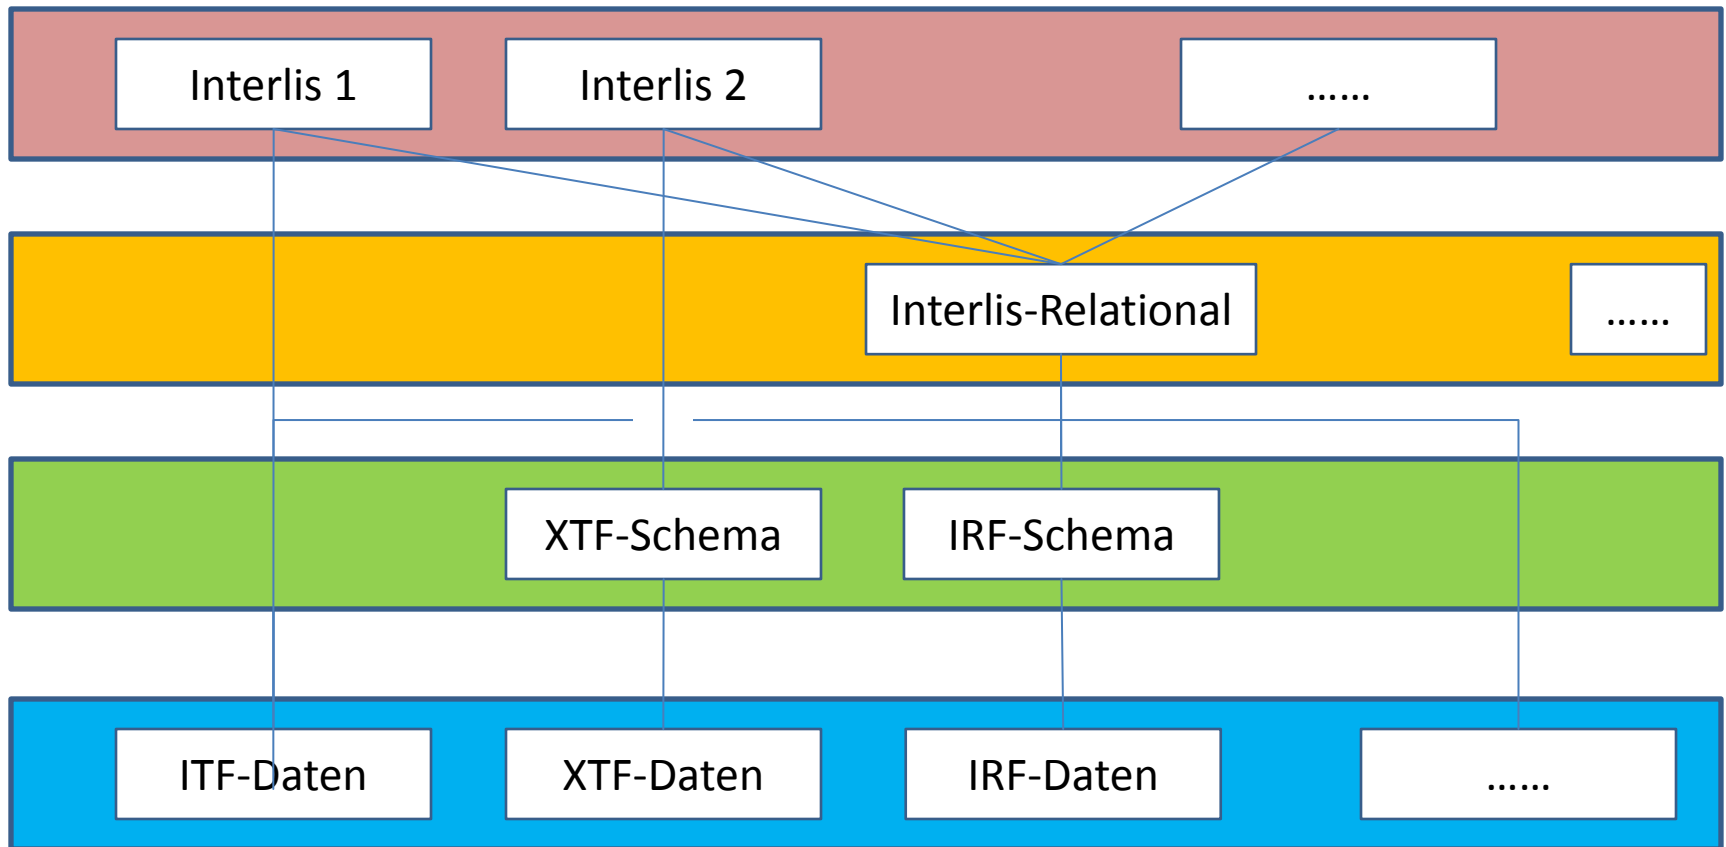 Interlis 1
Interlis 2
......
Interlis-Relational
......
XTF-Schema
IRF-Schema
ITF-Daten
XTF-Daten
IRF-Daten
......